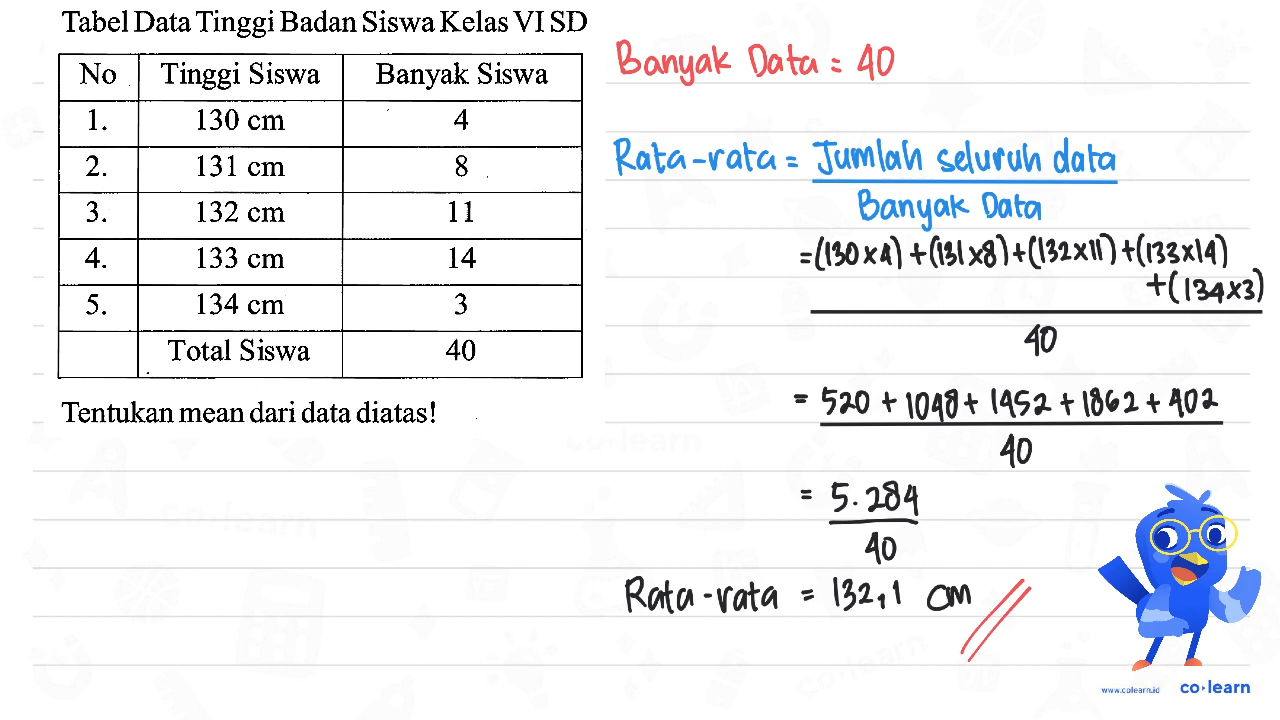 Tabel Data Tinggi Badan Siswa Kelas VI SD
No Tinggi Siswa Banyak Siswa
1. 130 cm 4
2. 131 cm 8
3. 132 cm 11
4. 133 cm 14
5. 134 cm 3
Total Siswa 40
Tentukan mean dari data diatas!
Banyak Data = 40
Rata-rata = Jumlah seluruh data
Banyak Data
= (130 x 4) + (131 x 8) + (132 x 11) + (133 x 14)
+ (134 x 3)
40
= 520 + 1048 + 1452 + 1862 + 402
40
= 5.284
40
Rata-rata = 132,1 cm
www.colearn.id co learn